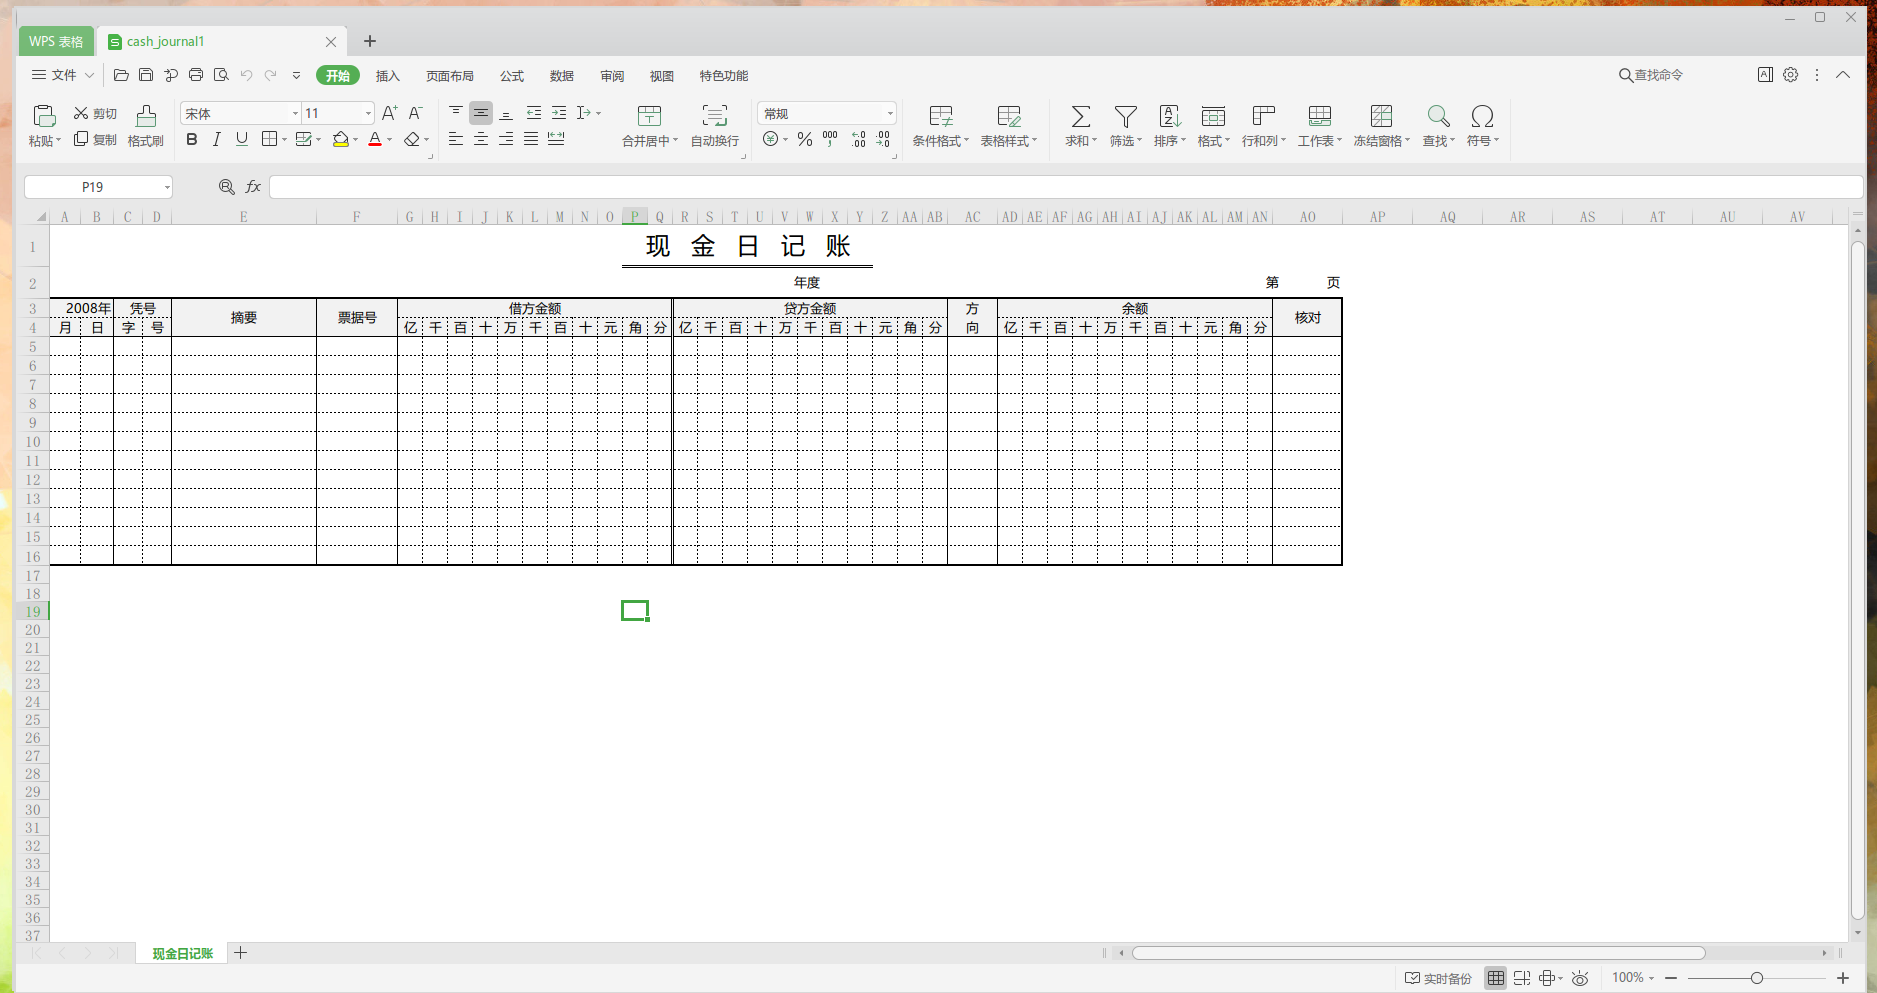 WPS 表格
cash_journal1
文件
开始
插入
页面布局
公式
数据
审阅
视图
特色功能
查找命令
粘贴
剪切
复制
格式刷
宋体
11
合并居中
自动换行
常规
条件格式
表格样式
求和
筛选
排序
格式
行和列
工作表
冻结窗格
查找
符号
P19
fx
A B C D E F G H I J K L M N O P Q R S T U V W X Y Z AA AB AC AD AE AF AG AH AI AJ AK AL AM AN AO AP AQ AR AS AT AU AV
1 现 金 日 记 账
2 年度 第 页
3 2008年 凭号 摘要 票据号 借方金额 贷方金额 方 余额 核对
4 月 日 字 号 亿 千 百 十 万 千 百 十 元 角 分 亿 千 百 十 万 千 百 十 元 角 分 向 亿 千 百 十 万 千 百 十 元 角 分
5
6
7
8
9
10
11
12
13
14
15
16
17
18
19
20
21
22
23
24
25
26
27
28
29
30
31
32
33
34
35
36
37
现金日记账
实时备份
100%